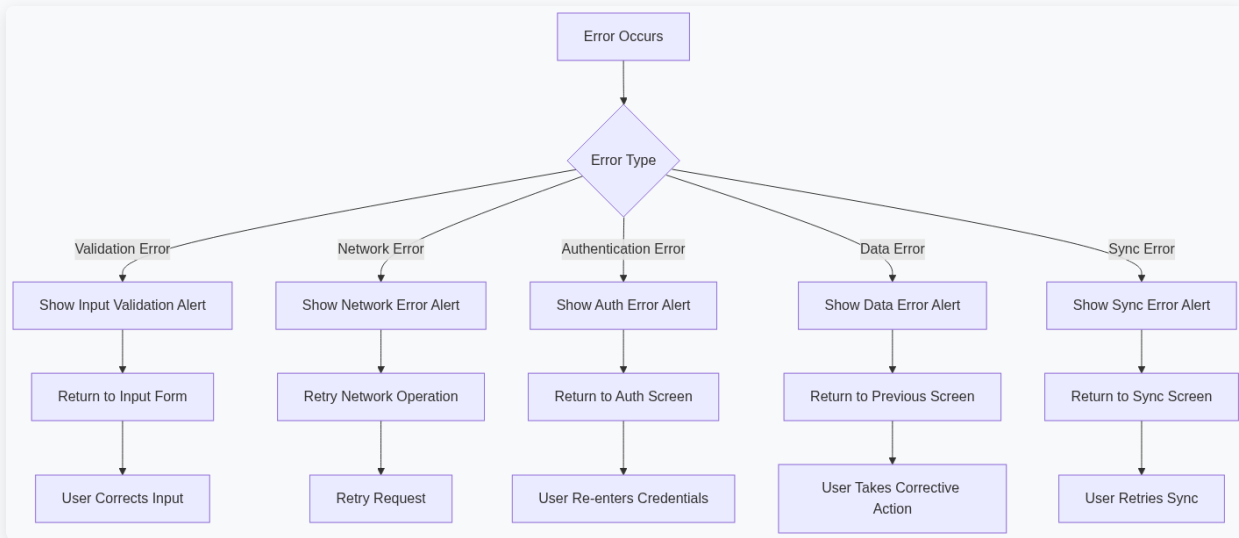 Error Occurs
Error Type
Validation Error
Network Error
Authentication Error
Data Error
Sync Error
Show Input Validation Alert
Show Network Error Alert
Show Auth Error Alert
Show Data Error Alert
Show Sync Error Alert
Return to Input Form
Retry Network Operation
Return to Auth Screen
Return to Previous Screen
Return to Sync Screen
User Corrects Input
Retry Request
User Re-enters Credentials
User Takes Corrective
Action
User Retries Sync